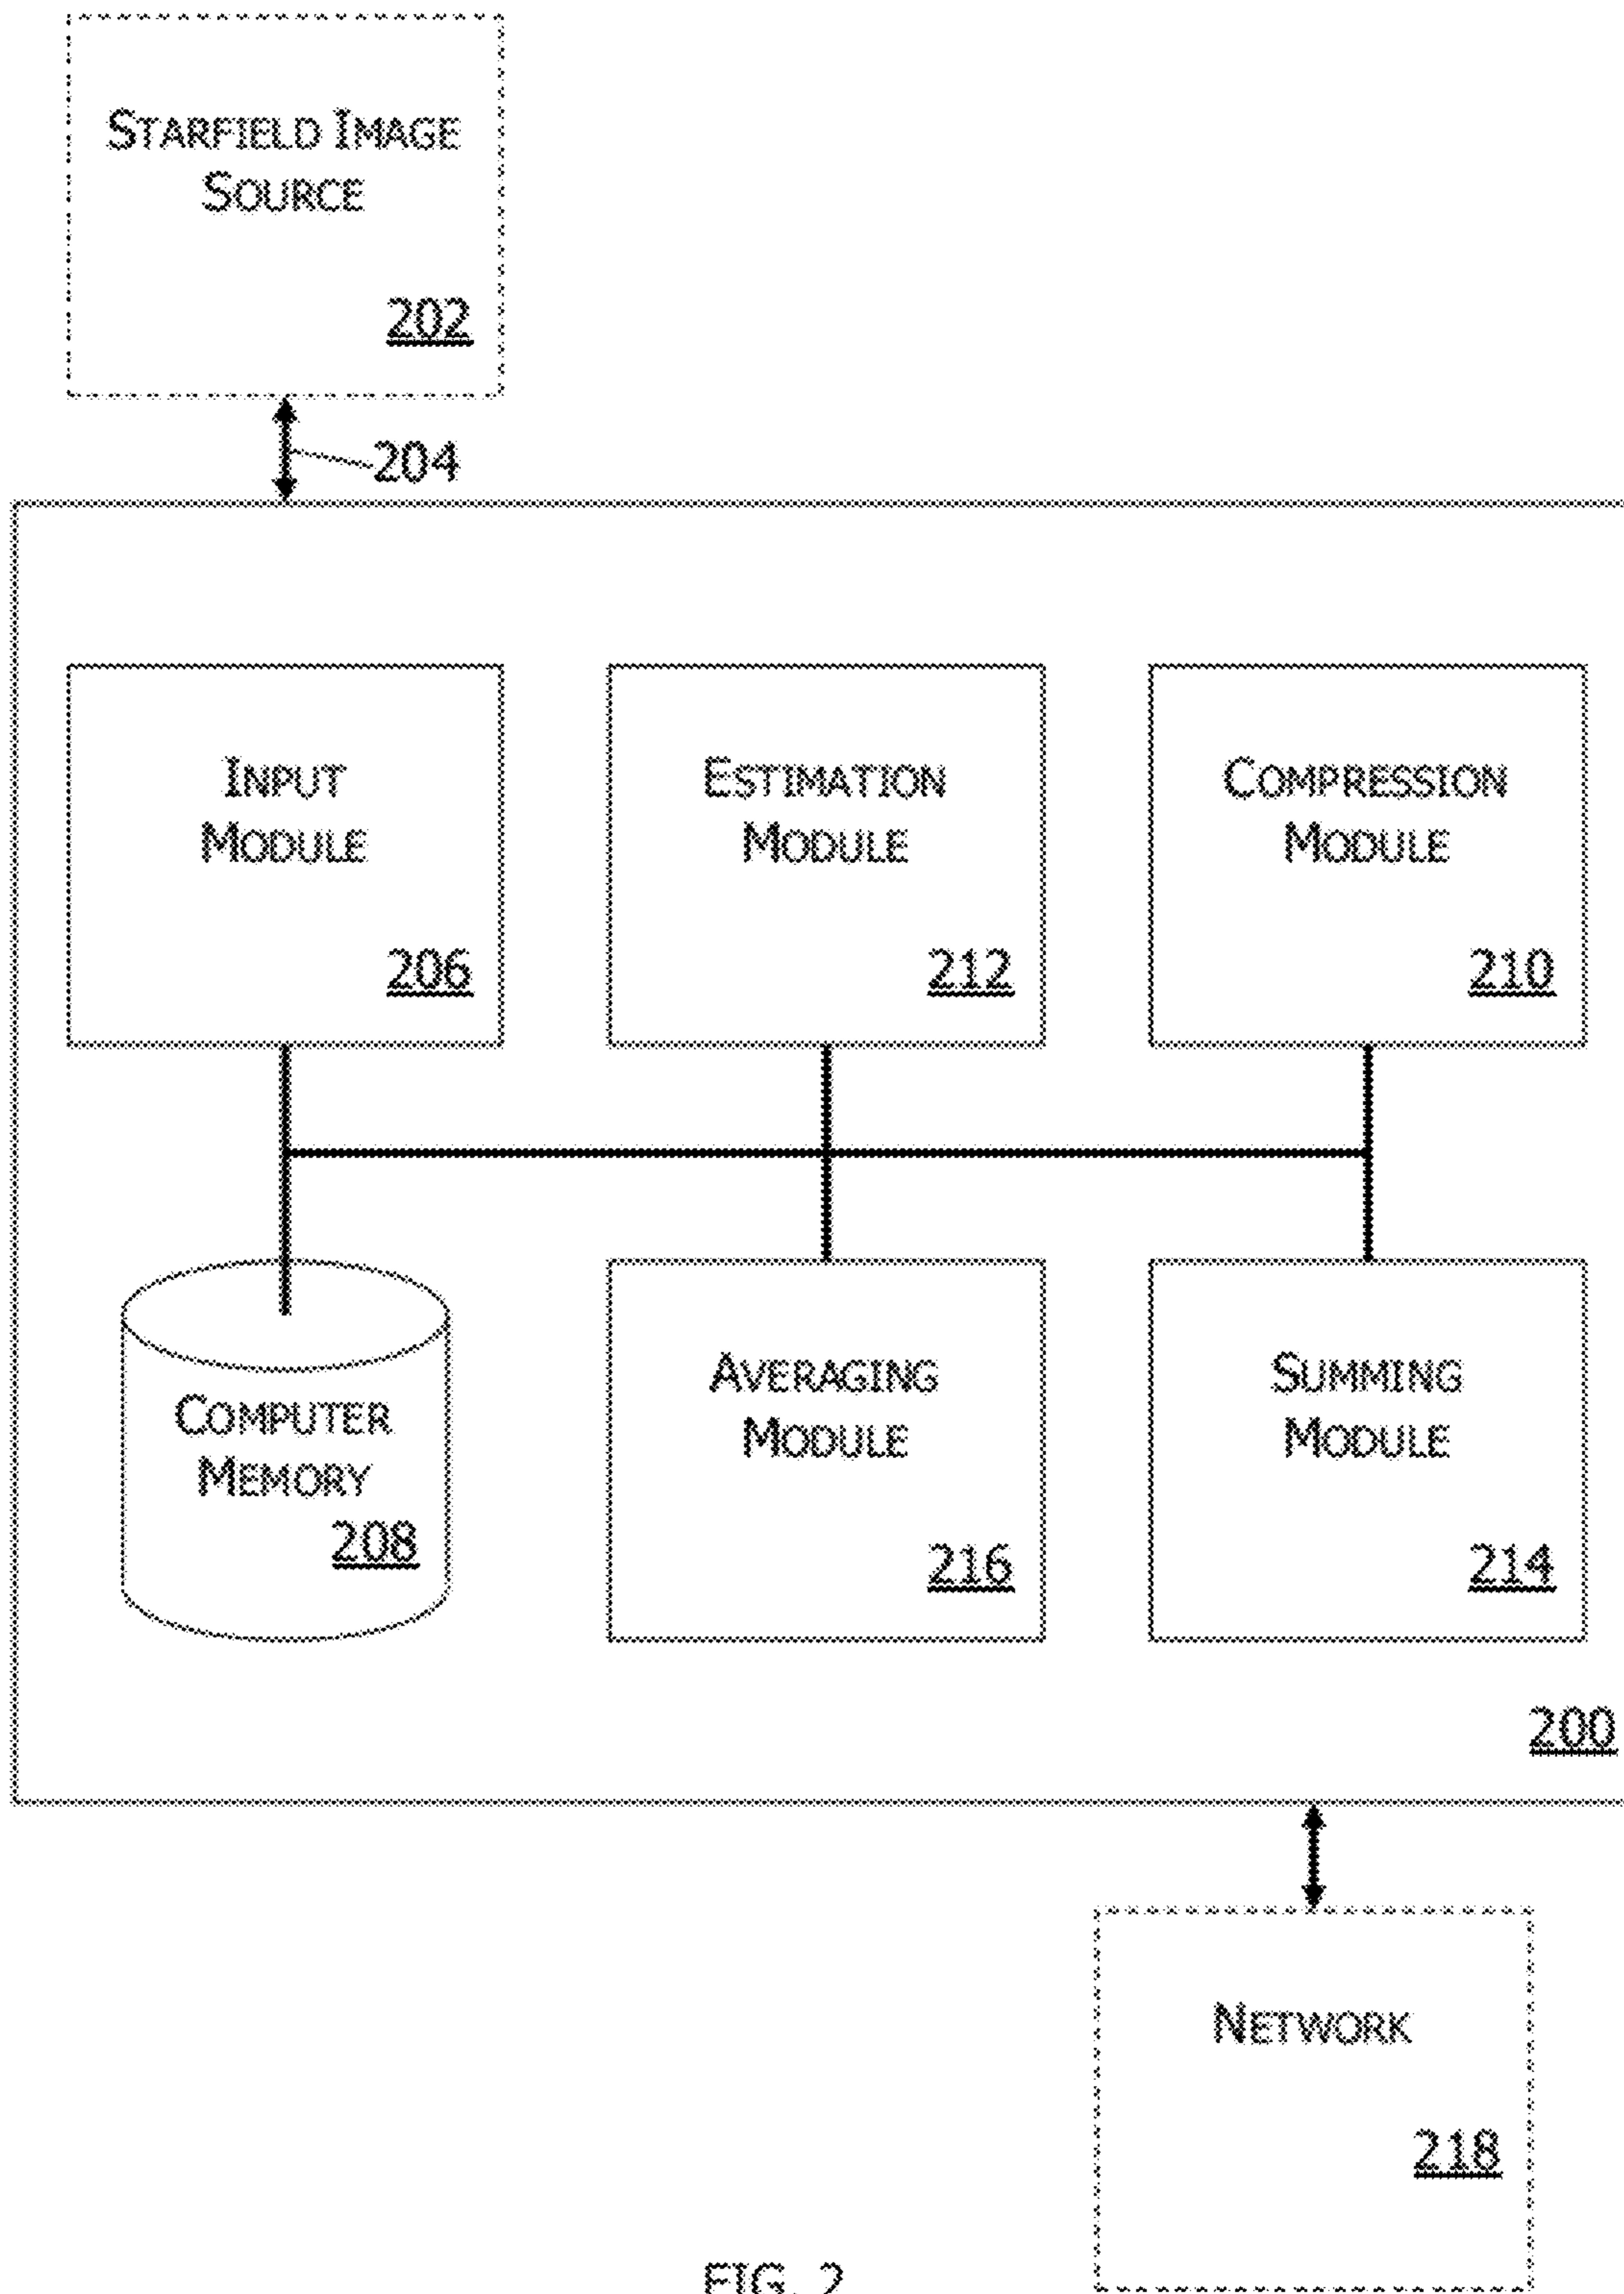 STARFIELD IMAGE
SOURCE
202
204
INPUT
MODULE
206
ESTIMATION
MODULE
212
COMPRESSION
MODULE
210
COMPUTER
MEMORY
208
AVERAGING
MODULE
216
SUMMING
MODULE
214
200
NETWORK
218
FIG. 2